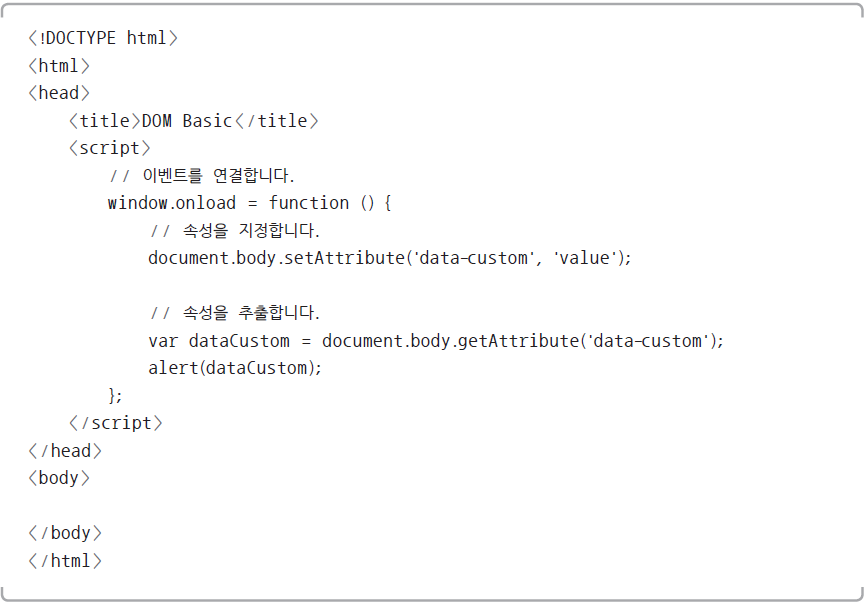 <!DOCTYPE html>
<html>
<head>
    <title>DOM Basic</title>
    <script>
        // 이벤트를 연결합니다.
        window.onload = function () {
            // 속성을 지정합니다.
            document.body.setAttribute('data-custom', 'value');

            // 속성을 추출합니다.
            var dataCustom = document.body.getAttribute('data-custom');
            alert(dataCustom);
        };
    </script>
</head>
<body>

</body>
</html>